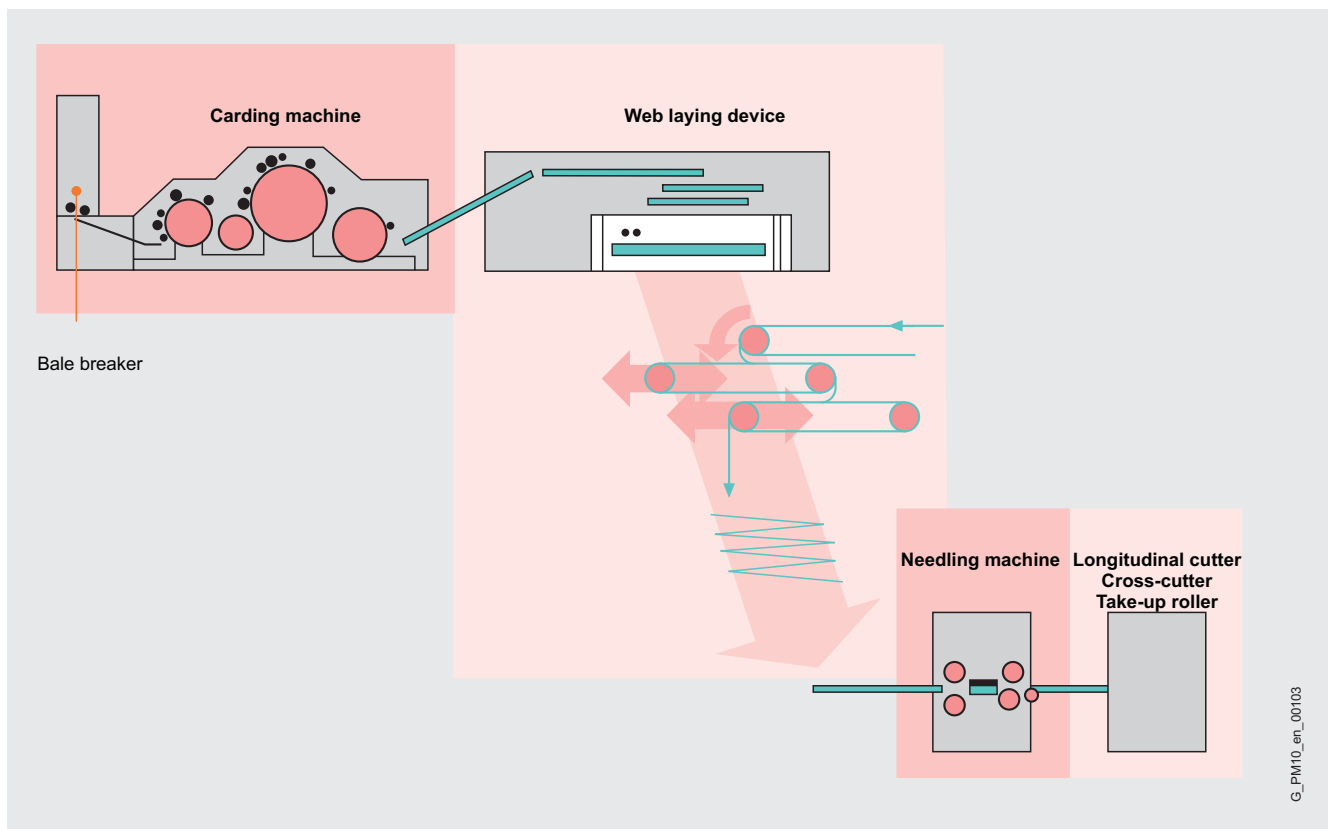 Carding machine
Web laying device
Bale breaker
Needling machine
Longitudinal cutter
Cross-cutter
Take-up roller
G_PM10_en_00103